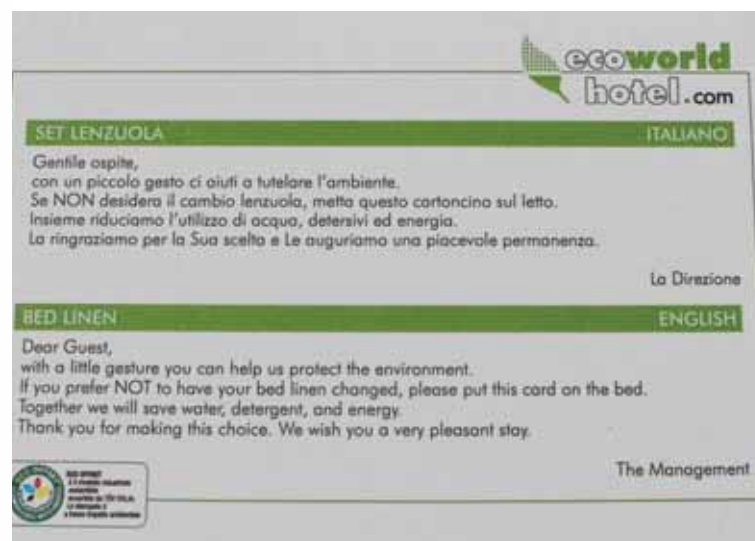 ecoworld
hotel.com
SET LENZUOLA ITALIANO
Gentile ospite,
con un piccolo gesto ci aiuti a tutelare l'ambiente.
Se NON desidera il cambio lenzuola, metta questo cartoncino sul letto.
Insieme riduciamo l'utilizzo di acqua, detersivi ed energia.
La ringraziamo per la Sua scelta e Le auguriamo una piacevole permanenza.
La Direzione
BED LINEN ENGLISH
Dear Guest,
with a little gesture you can help us protect the environment.
If you prefer NOT to have your bed linen changed, please put this card on the bed.
Together we will save water, detergent, and energy.
Thank you for making this choice. We wish you a very pleasant stay.
The Management